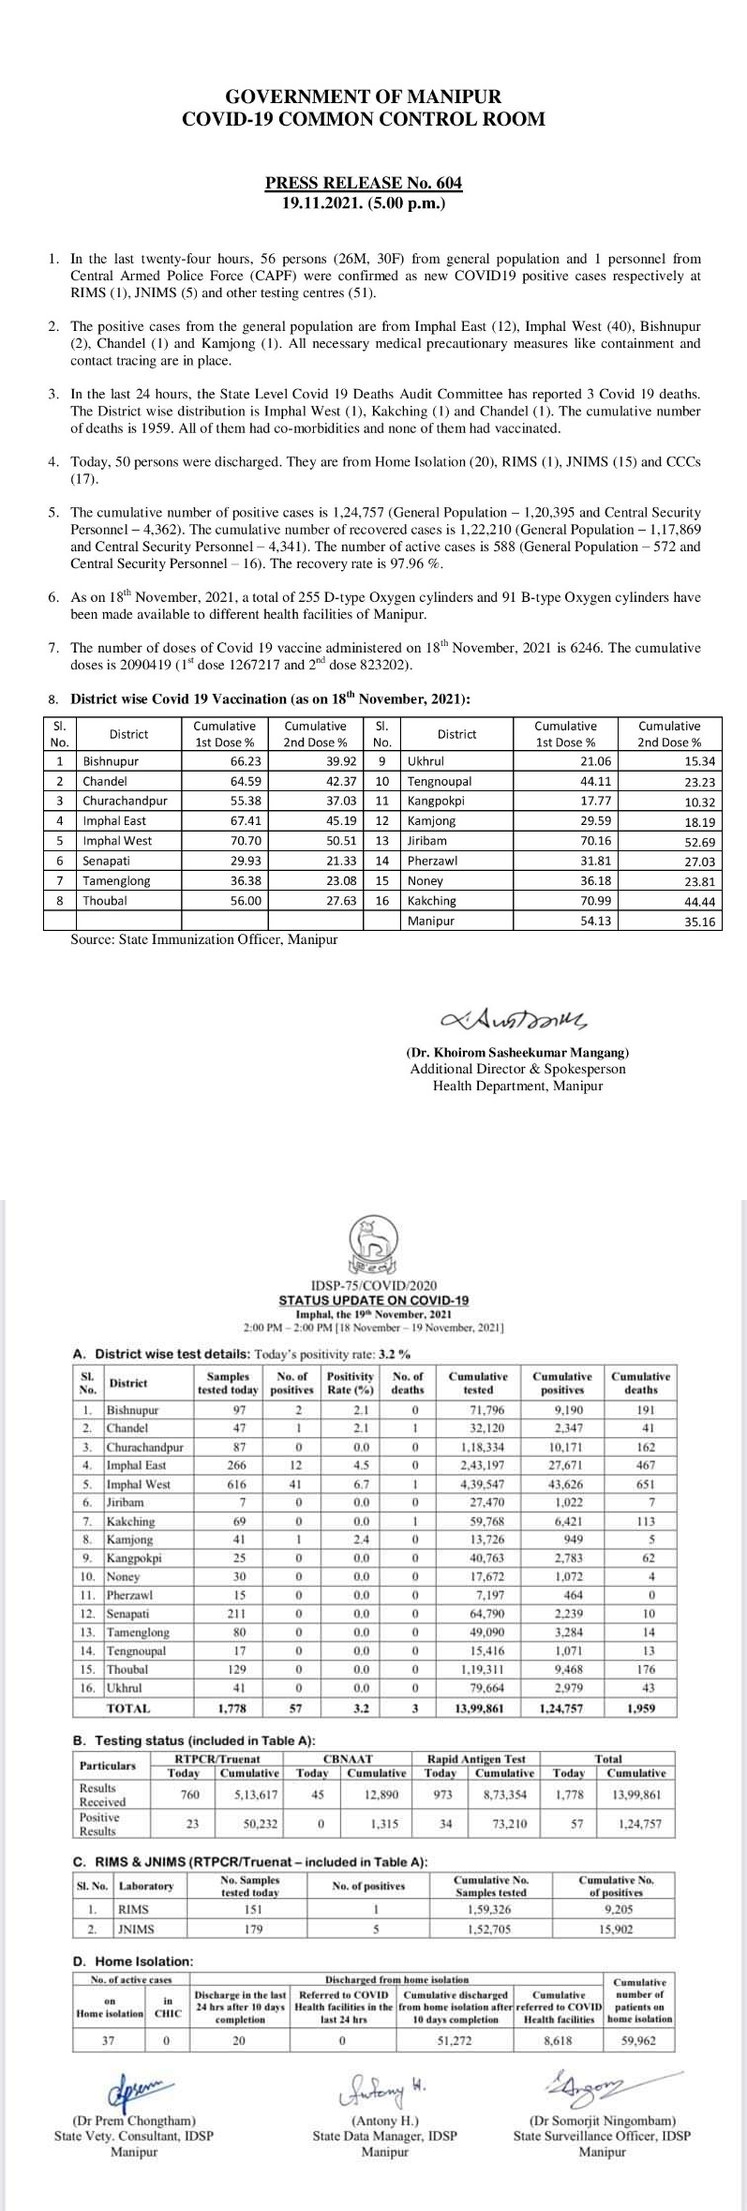 GOVERNMENT OF MANIPUR
COVID-19 COMMON CONTROL ROOM
PRESS RELEASE No. 604
19.11.2021. (5.00 p.m.)
1. In the last twenty-four hours, 56 persons (26M, 30F) from general population and 1 personnel from
Central Armed Police Force (CAPF) were confirmed as new COVID19 positive cases respectively at
RIMS (1), JNIMS (5) and other testing centres (51).
2. The positive cases from the general population are from Imphal East (12), Imphal West (40), Bishnupur
(2), Chandel (1) and Kamjong (1). All necessary medical precautionary measures like containment and
contact tracing are in place.
3. In the last 24 hours, the State Level Covid 19 Deaths Audit Committee has reported 3 Covid 19 deaths.
The District wise distribution is Imphal West (1), Kakching (1) and Chandel (1). The cumulative number
of deaths is 1959. All of them had co-morbidities and none of them had vaccinated.
4. Today, 50 persons were discharged. They are from Home Isolation (20), RIMS (1), JNIMS (15) and CCCs
(17).
5. The cumulative number of positive cases is 1,24,757 (General Population – 1,20,395 and Central Security
Personnel – 4,362). The cumulative number of recovered cases is 1,22,210 (General Population – 1,17,869
and Central Security Personnel – 4,341). The number of active cases is 588 (General Population – 572 and
Central Security Personnel – 16). The recovery rate is 97.96 %.
6. As on 18th November, 2021, a total of 255 D-type Oxygen cylinders and 91 B-type Oxygen cylinders have
been made available to different health facilities of Manipur.
7. The number of doses of Covid 19 vaccine administered on 18th November, 2021 is 6246. The cumulative
doses is 2090419 (1st dose 1267217 and 2nd dose 823202).
8. District wise Covid 19 Vaccination (as on 18th November, 2021):
Sl. No. District Cumulative 1st Dose % Cumulative 2nd Dose % Sl. No. District Cumulative 1st Dose % Cumulative 2nd Dose %
1 Bishnupur 66.23 39.92 9 Ukhrul 21.06 15.34
2 Chandel 64.59 42.37 10 Tengnoupal 44.11 23.23
3 Churachandpur 55.38 37.03 11 Kangpokpi 17.77 10.32
4 Imphal East 67.41 45.19 12 Kamjong 29.59 18.19
5 Imphal West 70.70 50.51 13 Jiribam 70.16 52.69
6 Senapati 29.93 21.33 14 Pherzawl 31.81 27.03
7 Tamenglong 36.38 23.08 15 Noney 36.18 23.81
8 Thoubal 56.00 27.63 16 Kakching 70.99 44.44
Manipur 54.13 35.16
Source: State Immunization Officer, Manipur
(Dr. Khoirom Sasheekumar Mangang)
Additional Director & Spokesperson
Health Department, Manipur
IDSP-75/COVID/2020
STATUS UPDATE ON COVID-19
Imphal, the 19th November, 2021
2:00 PM – 2:00 PM [18 November – 19 November, 2021]
A. District wise test details: Today's positivity rate: 3.2 %
Sl. No. District Samples tested today No. of positives Positivity Rate (%) No. of deaths Cumulative tested Cumulative positives Cumulative deaths
1. Bishnupur 97 2 2.1 0 71,796 9,190 191
2. Chandel 47 1 2.1 1 32,120 2,347 41
3. Churachandpur 87 0 0.0 0 1,18,334 10,171 162
4. Imphal East 266 12 4.5 0 2,43,197 27,671 467
5. Imphal West 616 41 6.7 1 4,39,547 43,626 651
6. Jiribam 7 0 0.0 0 27,470 1,022 7
7. Kakching 69 0 0.0 1 59,768 6,421 113
8. Kamjong 41 1 2.4 0 13,726 949 5
9. Kangpokpi 25 0 0.0 0 40,763 2,783 62
10. Noney 30 0 0.0 0 17,672 1,072 4
11. Pherzawl 15 0 0.0 0 7,197 464 0
12. Senapati 211 0 0.0 0 64,790 2,239 10
13. Tamenglong 80 0 0.0 0 49,090 3,284 14
14. Tengnoupal 17 0 0.0 0 15,416 1,071 13
15. Thoubal 129 0 0.0 0 1,19,311 9,468 176
16. Ukhrul 41 0 0.0 0 79,664 2,979 43
TOTAL 1,778 57 3.2 3 13,99,861 1,24,757 1,959
B. Testing status (included in Table A):
Particulars RTPCR/Truenat CBNAAT Rapid Antigen Test Total
Today Cumulative Today Cumulative Today Cumulative Today Cumulative
Results Received 760 5,13,617 45 12,890 973 8,73,354 1,778 13,99,861
Positive Results 23 50,232 0 1,315 34 73,210 57 1,24,757
C. RIMS & JNIMS (RTPCR/Truenat – included in Table A):
Sl. No. Laboratory No. Samples tested today No. of positives Cumulative No. Samples tested Cumulative No. of positives
1. RIMS 151 1 1,59,326 9,205
2. JNIMS 179 5 1,52,705 15,902
D. Home Isolation:
No. of active cases Discharged from home isolation Cumulative number of patients on home isolation
on Home isolation in CHIC Discharge in the last 24 hrs after 10 days completion Referred to COVID Health facilities in the last 24 hrs Cumulative discharged from home isolation after 10 days completion Cumulative referred to COVID Health facilities
37 0 20 0 51,272 8,618 59,962
Antony H.
(Dr Prem Chongtham) (Antony H.) (Dr Somorjit Ningombam)
State Vety. Consultant, IDSP State Data Manager, IDSP State Surveillance Officer, IDSP
Manipur Manipur Manipur